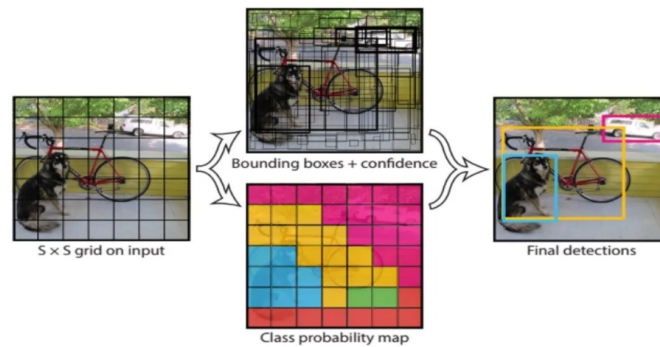 Bounding boxes + confidence
S × S grid on input
Final detections
Class probability map